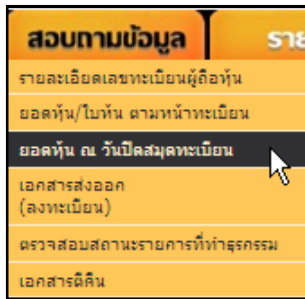 สอบถามข้อมูล ราย
รายละเอียดเลขทะเบียนผู้ถือหุ้น
ยอดหุ้น/ใบหุ้น ตามหน้าทะเบียน
ยอดหุ้น ณ วันปิดสมุดทะเบียน
เอกสารส่งออก
(ลงทะเบียน)
ตรวจสอบสถานะรายการที่ทำธุรกรรม
เอกสารตีคืน